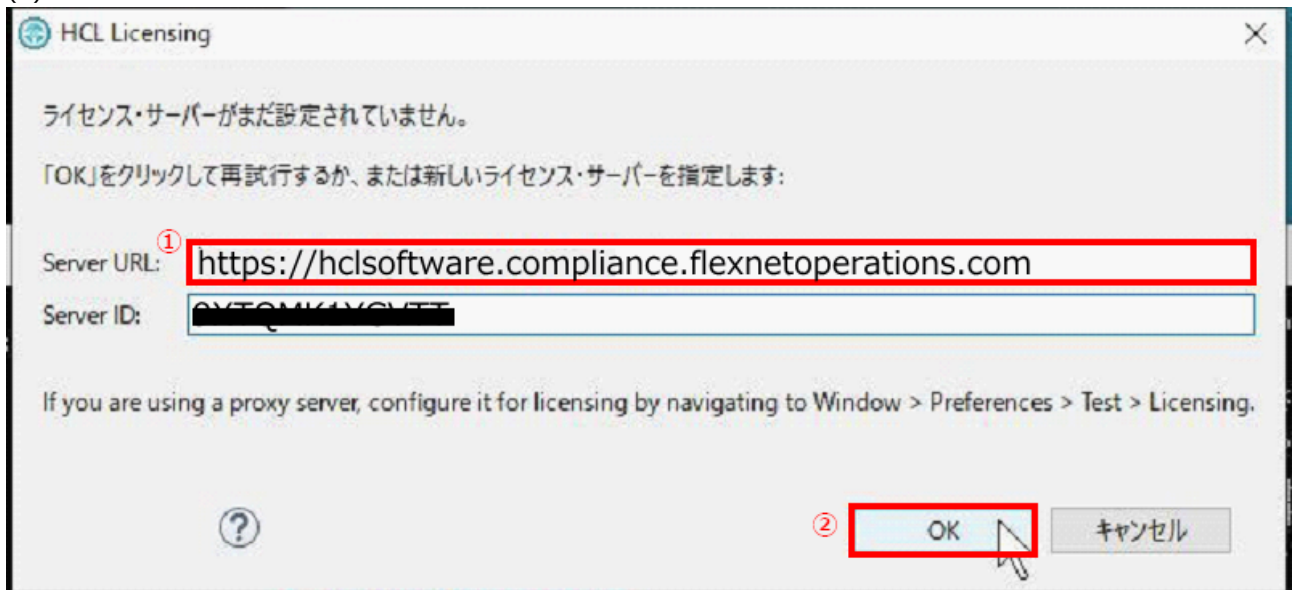 HCL Licensing
ライセンス・サーバーがまだ設定されていません。
「OK」をクリックして再試行するか、または新しいライセンス・サーバーを指定します:
①
Server URL: https://hclsoftware.compliance.flexnetoperations.com
Server ID:
If you are using a proxy server, configure it for licensing by navigating to Window > Preferences > Test > Licensing.
② OK キャンセル